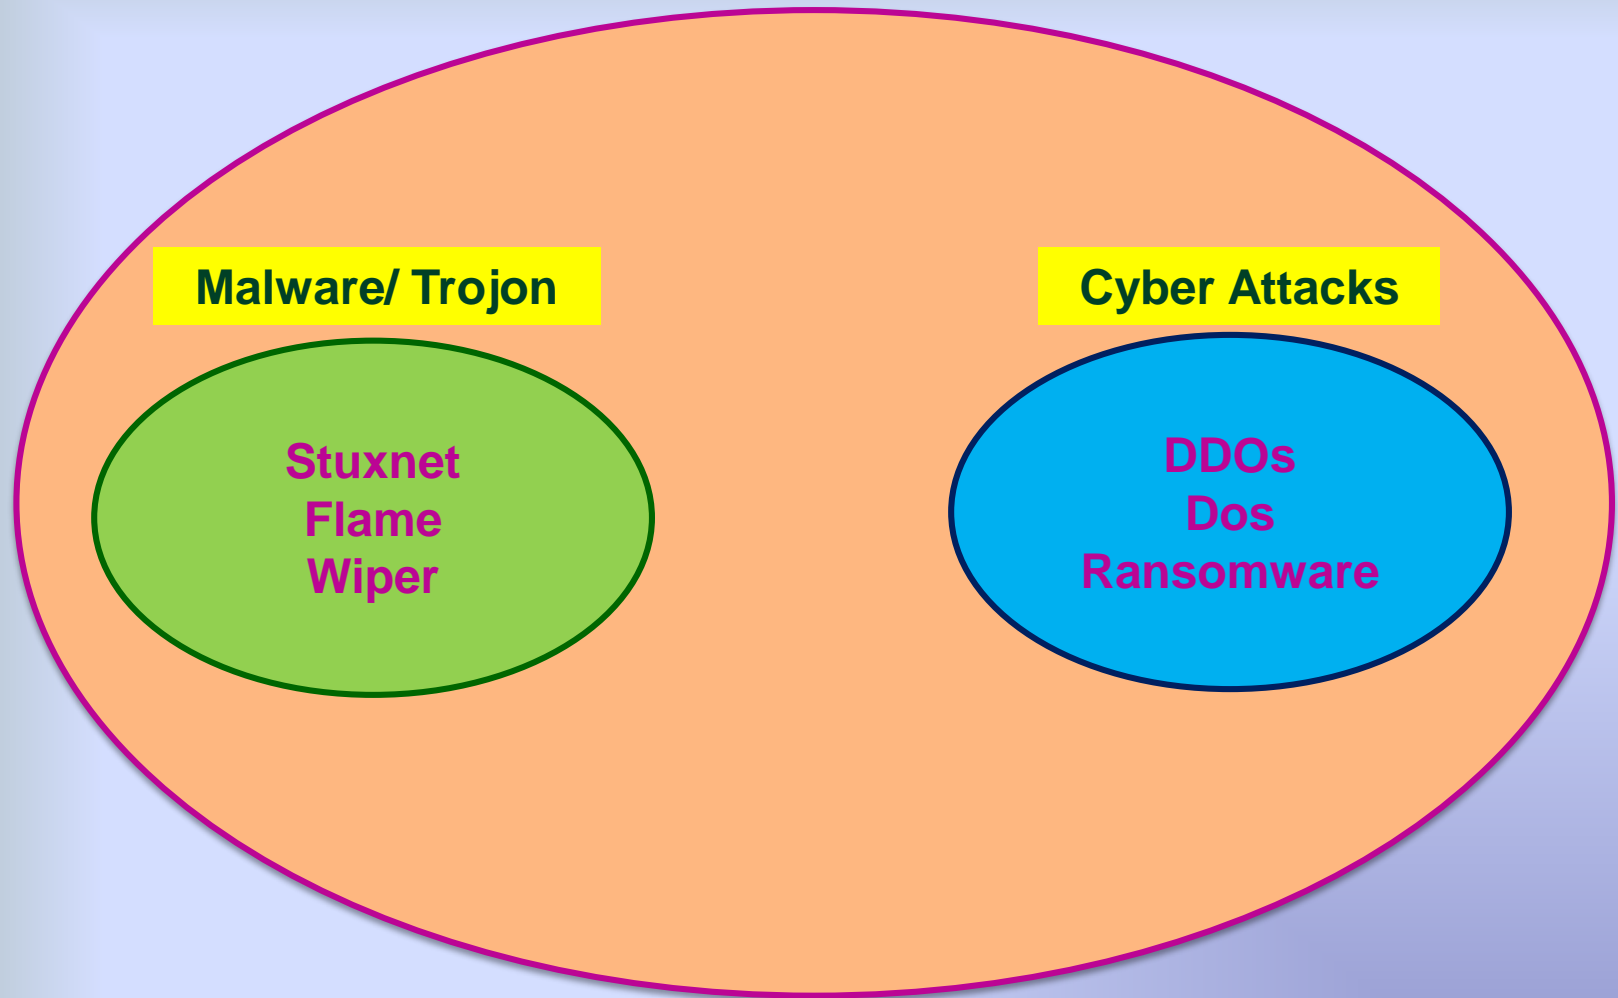 Malware/ Trojon
Stuxnet
Flame
Wiper
Cyber Attacks
DDOs
Dos
Ransomware